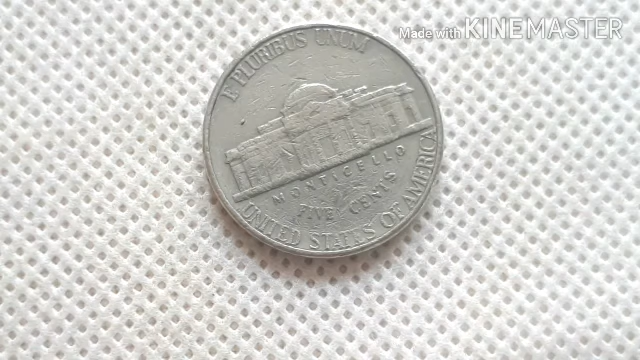 Made with KINEMASTER
E PLURIBUS UNUM
MONTICELLO
FIVE CENTS
UNITED STATES OF AMERICA